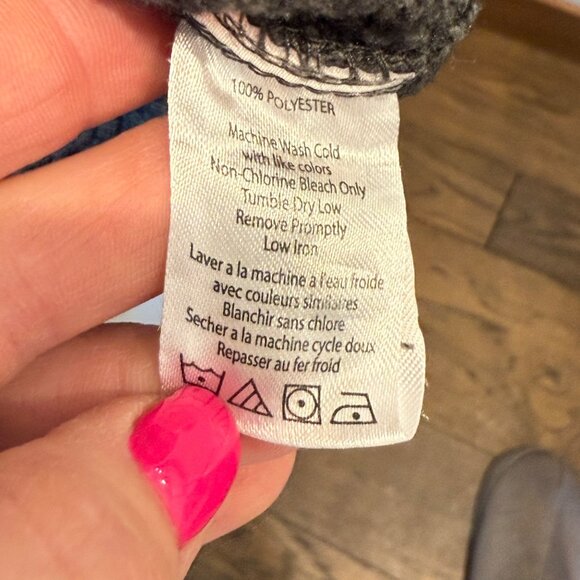 100% POLYESTER
Machine Wash Cold
with like colors
Non-Chlorine Bleach Only
Tumble Dry Low
Remove Promptly
Low Iron
Laver a la machine a l'eau froide
avec couleurs similaires
Blanchir sans chlore
Secher a la machine cycle doux
Repasser au fer froid